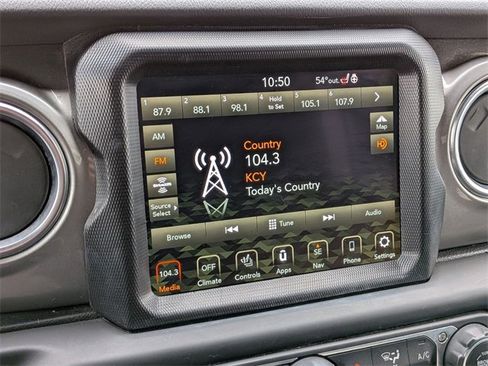 10:50 54°out
1 2 3 4 5 6
87.9 88.1 98.1 Hold to Set 105.1 107.9
AM
Map
FM
HD
Country
104.3
KCY
Today's Country
Source Select
Browse Tune Audio
104.3 OFF SE
Media Climate Controls Apps Nav Phone Settings
A/C